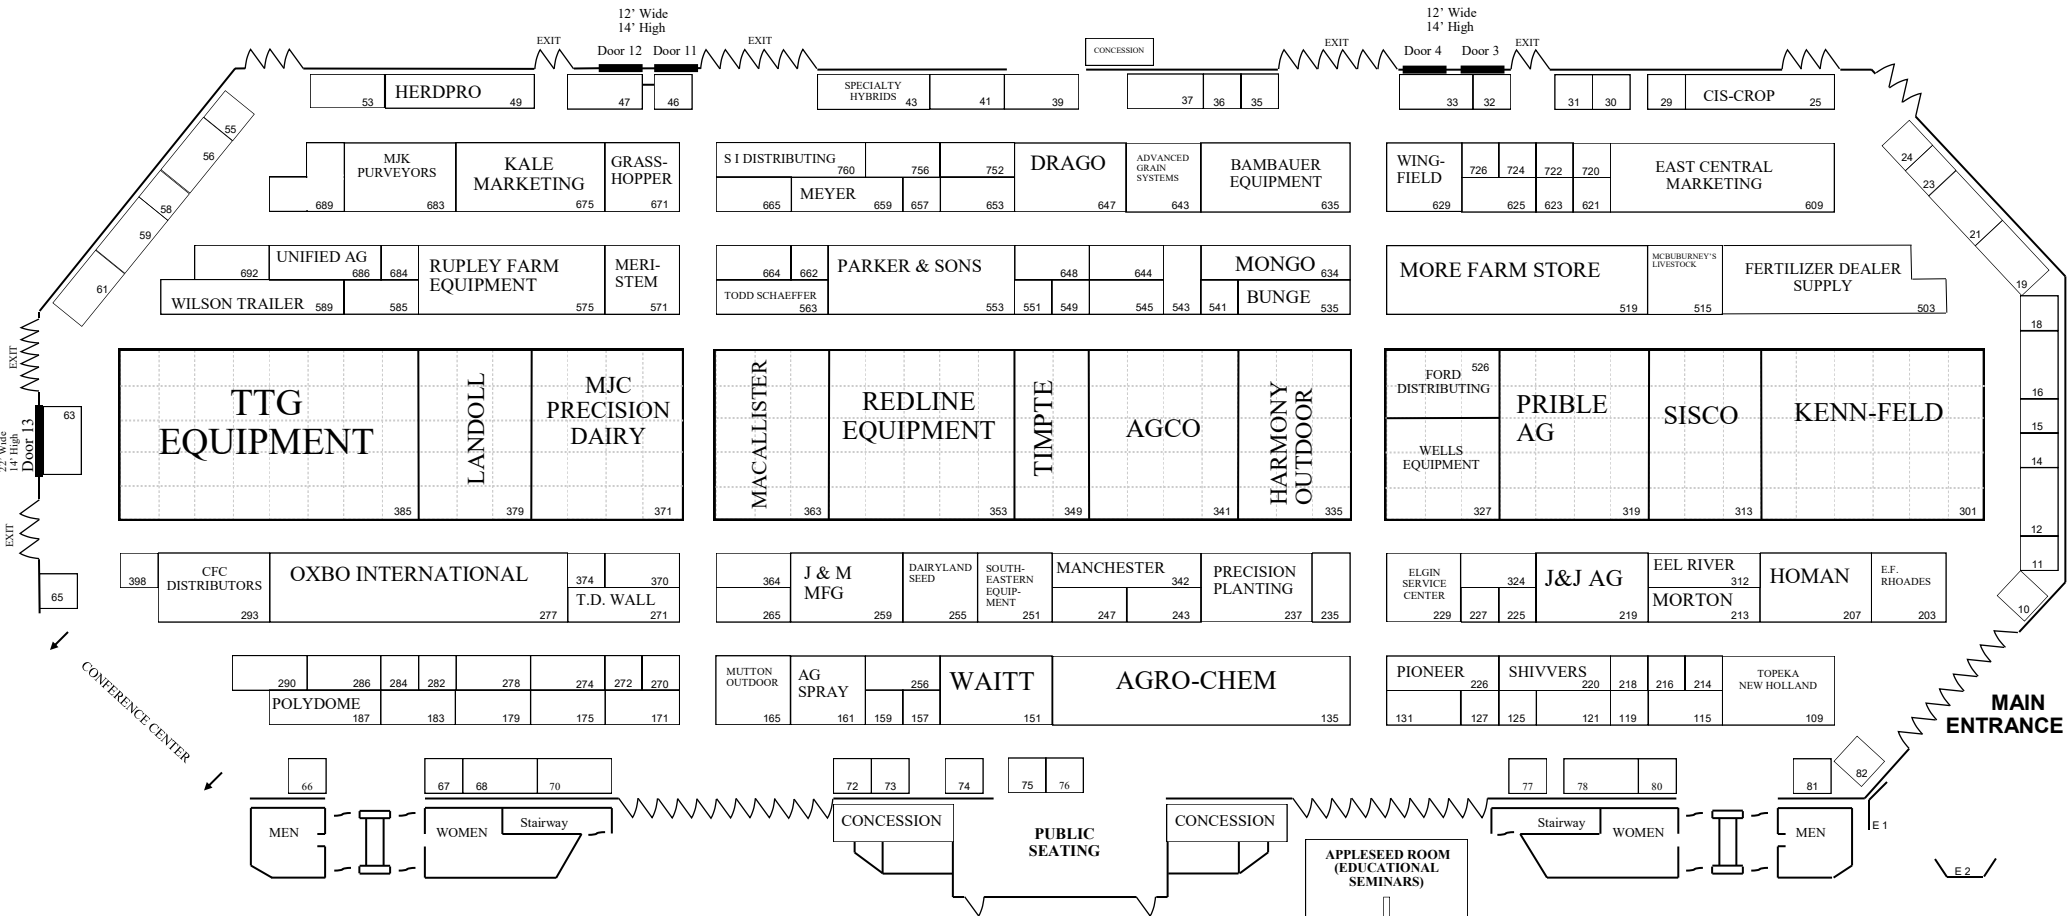 12’ Wide
14’ High
12’ Wide
14’ High
EXIT
Door 12 Door 11
EXIT
CONCESSION
EXIT
Door 4 Door 3
EXIT
53
HERDPRO
49
47
46
SPECIALTY
HYBRIDS 43
41
39
37
36
35
33
32
31
30
29
CIS-CROP
25
55
56
58
59
61
24
23
21
19
689
MJK
PURVEYORS
683
KALE
MARKETING
675
GRASS-
HOPPER
671
S I DISTRIBUTING
760
756
752
665
MEYER
659
657
653
DRAGO
647
ADVANCED
GRAIN
SYSTEMS
643
BAMBAUER
EQUIPMENT
635
WING-
FIELD
629
726
724
722
720
625
623
621
EAST CENTRAL
MARKETING
609
692
UNIFIED AG
686
684
WILSON TRAILER 589
585
RUPLEY FARM
EQUIPMENT
575
MERI-
STEM
571
664
662
TODD SCHAEFFER
563
PARKER & SONS
553
648
644
551
549
545
543
541
MONGO 634
BUNGE
535
MORE FARM STORE
519
MCBUBURNEY’S
LIVESTOCK
515
FERTILIZER DEALER
SUPPLY
503
18
16
15
14
12
11
10
EXIT
63
22’ Wide
14’ High
Door 13
EXIT
65
TTG
EQUIPMENT
385
LANDOLL
379
MJC
PRECISION
DAIRY
371
MACALLISTER
363
REDLINE
EQUIPMENT
353
TIMPTE
349
AGCO
341
HARMONY
OUTDOOR
335
FORD
DISTRIBUTING
526
WELLS
EQUIPMENT
327
PRIBLE
AG
319
SISCO
313
KENN-FELD
301
398
CFC
DISTRIBUTORS
293
OXBO INTERNATIONAL
277
374
370
T.D. WALL
271
364
265
J & M
MFG
259
DAIRYLAND
SEED
255
SOUTH-
EASTERN
EQUIP-
MENT
251
MANCHESTER
342
247
243
PRECISION
PLANTING
237
235
ELGIN
SERVICE
CENTER
229
324
227
225
J&J AG
219
EEL RIVER
312
MORTON
213
HOMAN
207
E.F.
RHOADES
203
CONFERENCE CENTER
290
286
284
282
278
274
272
270
POLYDOME
187
183
179
175
171
MUTTON
OUTDOOR
165
AG
SPRAY
161
256
159
157
WAITT
151
AGRO-CHEM
135
PIONEER
226
SHIVVERS
220
218
216
214
131
127
125
121
119
115
TOPEKA
NEW HOLLAND
109
MAIN
ENTRANCE
66
67
68
70
72
73
74
75
76
77
78
80
81
82
MEN
WOMEN
Stairway
CONCESSION
PUBLIC
SEATING
CONCESSION
APPLESEED ROOM
(EDUCATIONAL
SEMINARS)
Stairway
WOMEN
MEN
E 1
E 2